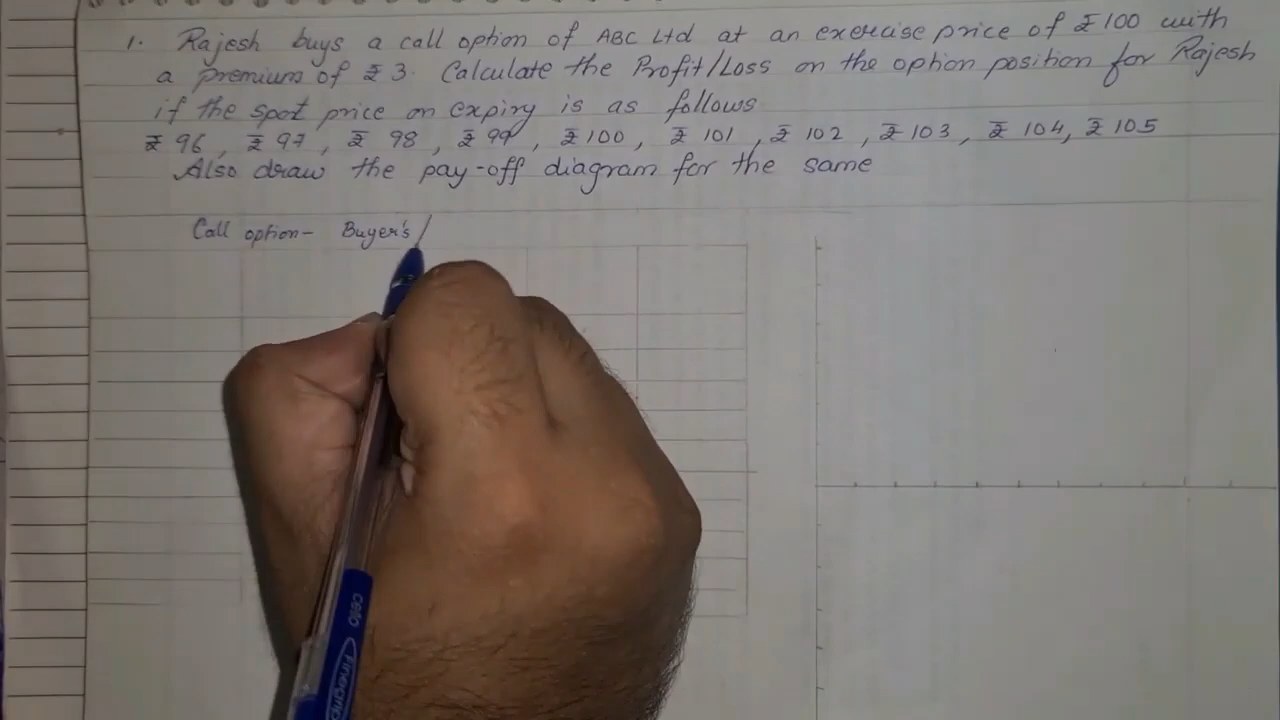 1. Rajesh buys a call option of ABC Ltd at an exercise price of ₹100 with
a premium of ₹3. Calculate the Profit/Loss on the option position for Rajesh
if the spot price on expiry is as follows
₹96, ₹97, ₹98, ₹99, ₹100, ₹101, ₹102, ₹103, ₹104, ₹105
Also draw the pay-off diagram for the same
Call option- Buyer's/
cello
Finegrip